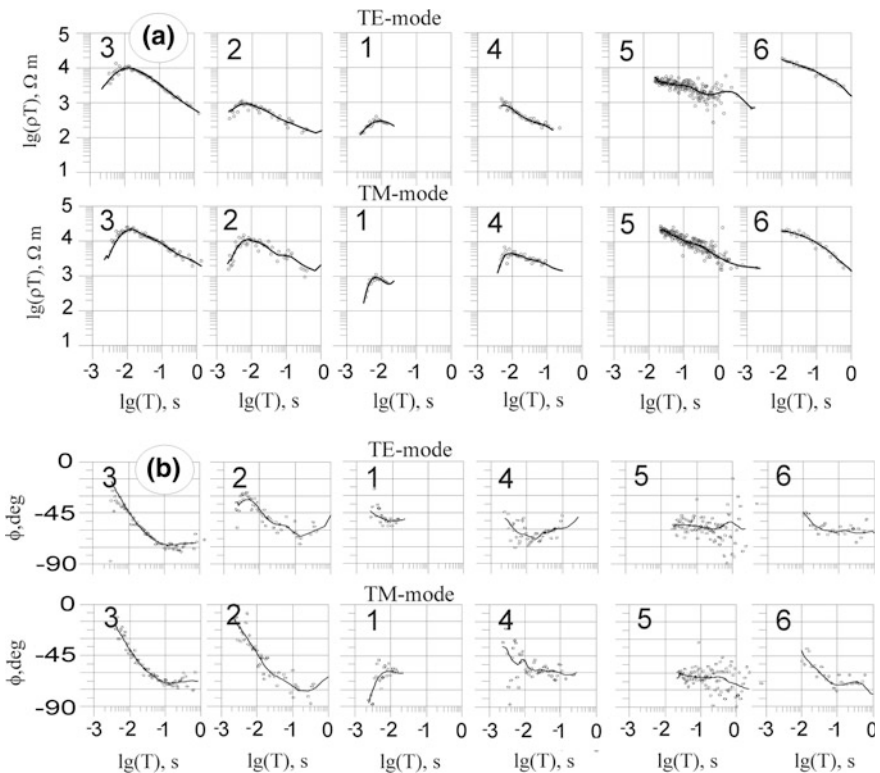 TE-mode
(a)
5 4 3 2 1
lg(ρT), Ω m
3 2 1 4 5 6
TM-mode
5 4 3 2 1
lg(ρT), Ω m
3 2 1 4 5 6
-3 -2 -1 0 -3 -2 -1 0 -3 -2 -1 0 -3 -2 -1 0 -3 -2 -1 0 -3 -2 -1 0
lg(T), s lg(T), s lg(T), s lg(T), s lg(T), s lg(T), s
TE-mode
(b)
0 -45 -90
ϕ,deg
3 2 1 4 5 6
TM-mode
0 -45 -90
ϕ,deg
3 2 1 4 5 6
-3 -2 -1 0 -3 -2 -1 0 -3 -2 -1 0 -3 -2 -1 0 -3 -2 -1 0 -3 -2 -1 0
lg(T), s lg(T), s lg(T), s lg(T), s lg(T), s lg(T), s